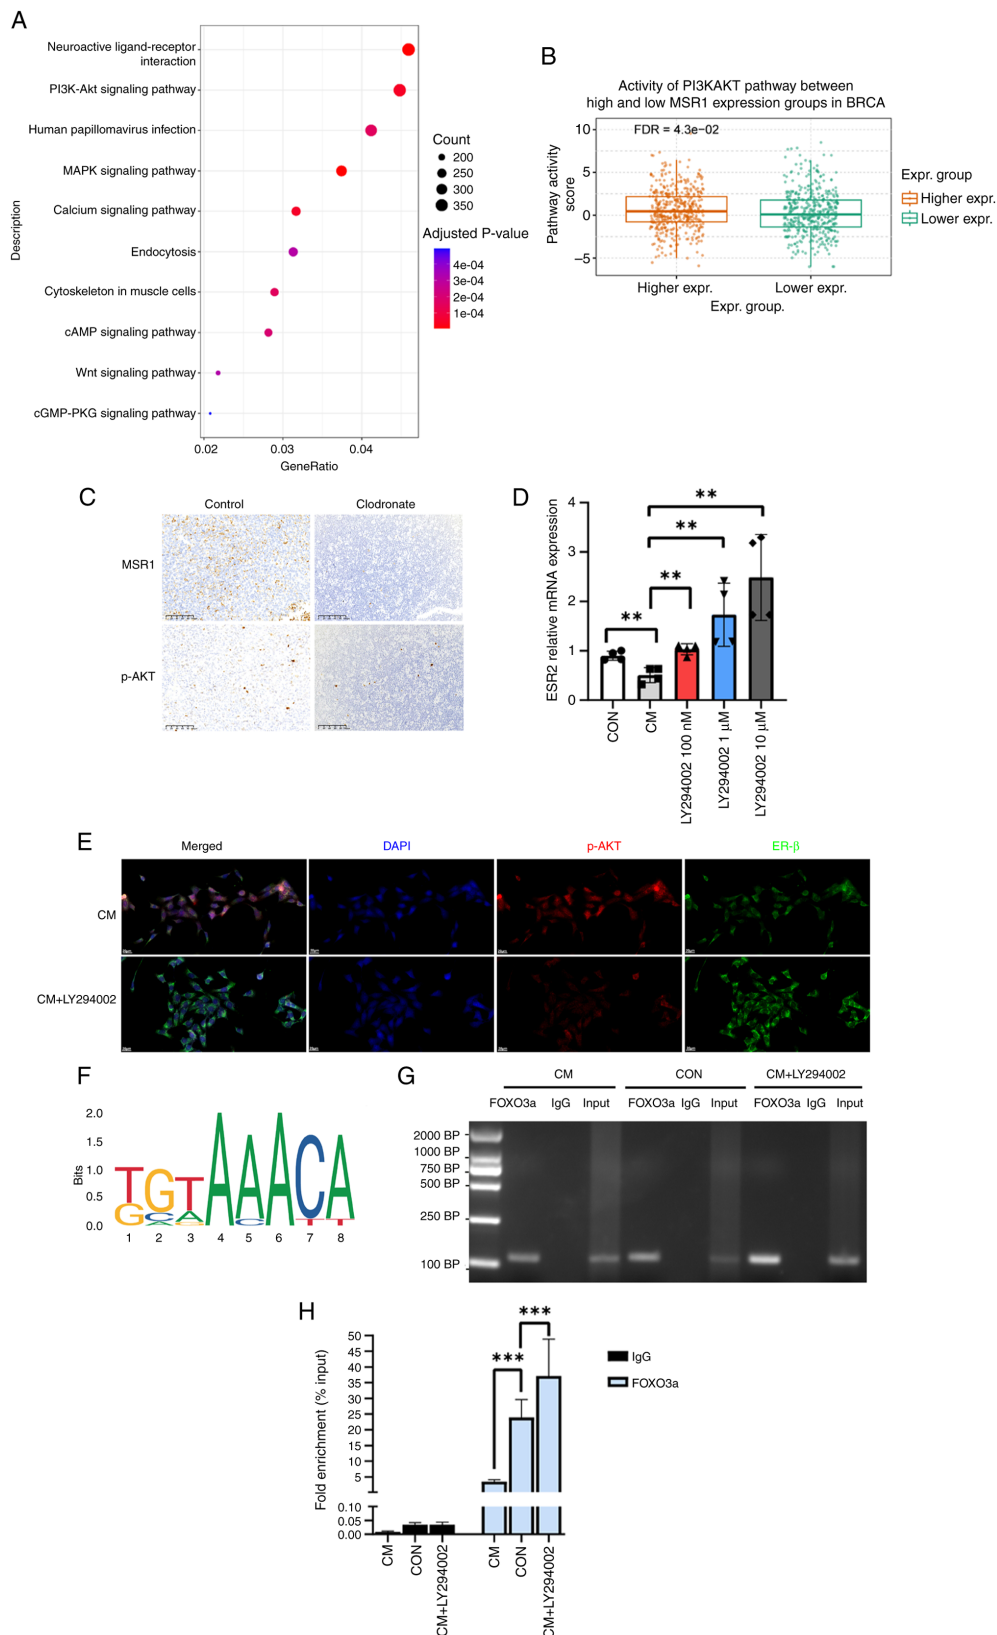 A
Neuroactive ligand-receptor
interaction
PI3K-Akt signaling pathway
Human papillomavirus infection
MAPK signaling pathway
Calcium signaling pathway
Endocytosis
Cytoskeleton in muscle cells
cAMP signaling pathway
Wnt signaling pathway
cGMP-PKG signaling pathway
Description
0.02 0.03 0.04
GeneRatio
Count
200
250
300
350
Adjusted P-value
4e-04
3e-04
2e-04
1e-04
B
Activity of PI3KAKT pathway between
high and low MSR1 expression groups in BRCA
FDR = 4.3e−02
Pathway activity
score
10
5
0
−5
Higher expr. Lower expr.
Expr. group.
Expr. group
Higher expr.
Lower expr.
C
Control Clodronate
MSR1
p-AKT
D
ESR2 relative mRNA expression
4
3
2
1
0
** ** ** **
CON
CM
LY294002 100 nM
LY294002 1 µM
LY294002 10 µM
E
Merged DAPI p-AKT ER-β
CM
CM+LY294002
F
Bits
2.0
1.5
1.0
0.5
0.0
T G T A A A C A
G C A C T T
A G
1 2 3 4 5 6 7 8
G
CM CON CM+LY294002
FOXO3a IgG Input FOXO3a IgG Input FOXO3a IgG Input
2000 BP
1000 BP
750 BP
500 BP
250 BP
100 BP
H
Fold enrichment (% input)
50
45
40
35
30
25
20
15
10
5
0.10
0.05
0.00
*** ***
CM
CON
CM+LY294002
CM
CON
CM+LY294002
IgG
FOXO3a